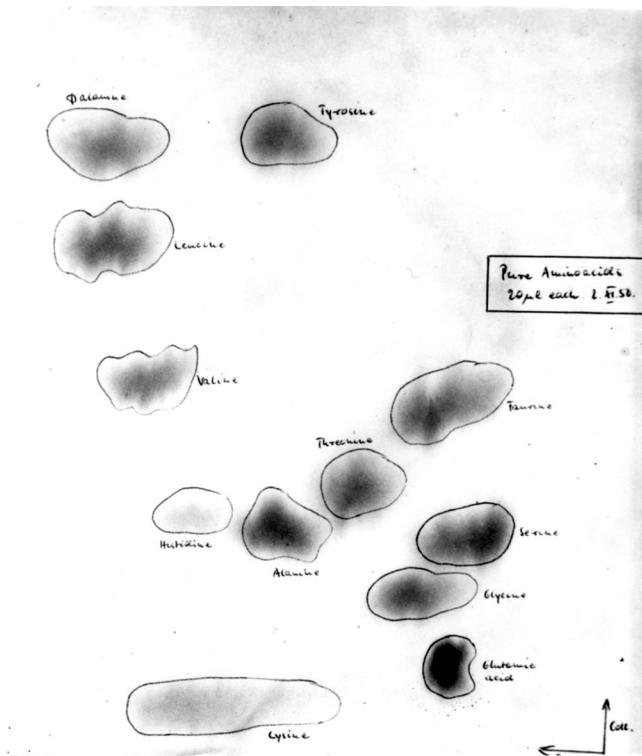 Φalanine
Tyrosine
Leucine
Pure Aminoacids
20μl each. 2.XI.50.
Valine
Taurine
Threonine
Histidine
Alanine
Serine
Glycine
Glutamic
acid
Lysine
Coll.